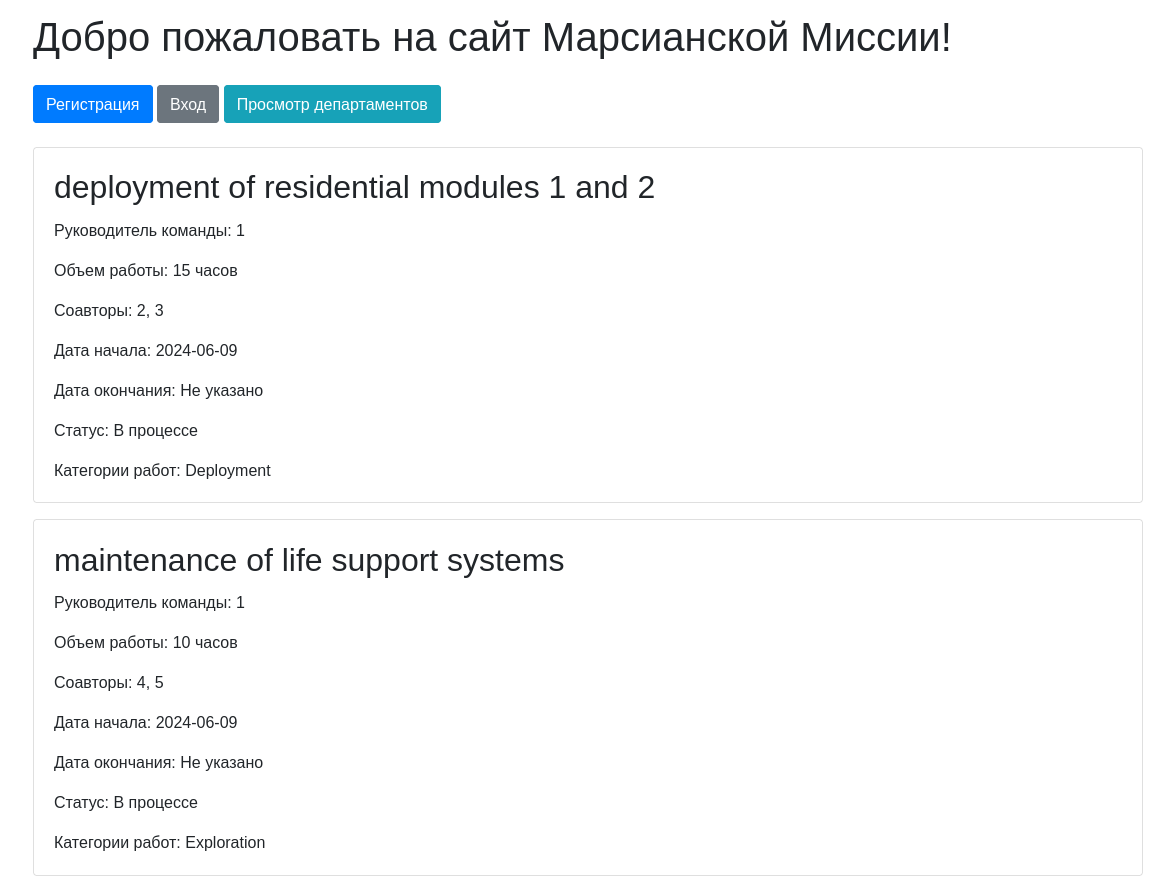 Добро пожаловать на сайт Марсианской Миссии!
Регистрация Вход Просмотр департаментов
deployment of residential modules 1 and 2
Руководитель команды: 1
Объем работы: 15 часов
Соавторы: 2, 3
Дата начала: 2024-06-09
Дата окончания: Не указано
Статус: В процессе
Категории работ: Deployment
maintenance of life support systems
Руководитель команды: 1
Объем работы: 10 часов
Соавторы: 4, 5
Дата начала: 2024-06-09
Дата окончания: Не указано
Статус: В процессе
Категории работ: Exploration